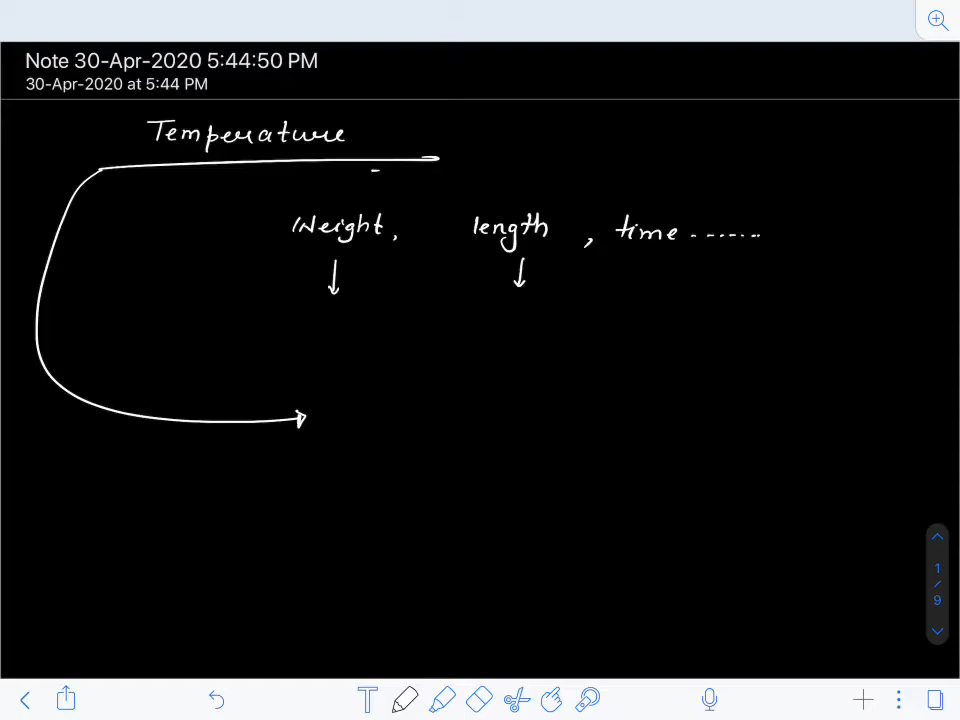 Note 30-Apr-2020 5:44:50 PM
30-Apr-2020 at 5:44 PM
Temperature
Weight, length, time.......
1
/
9